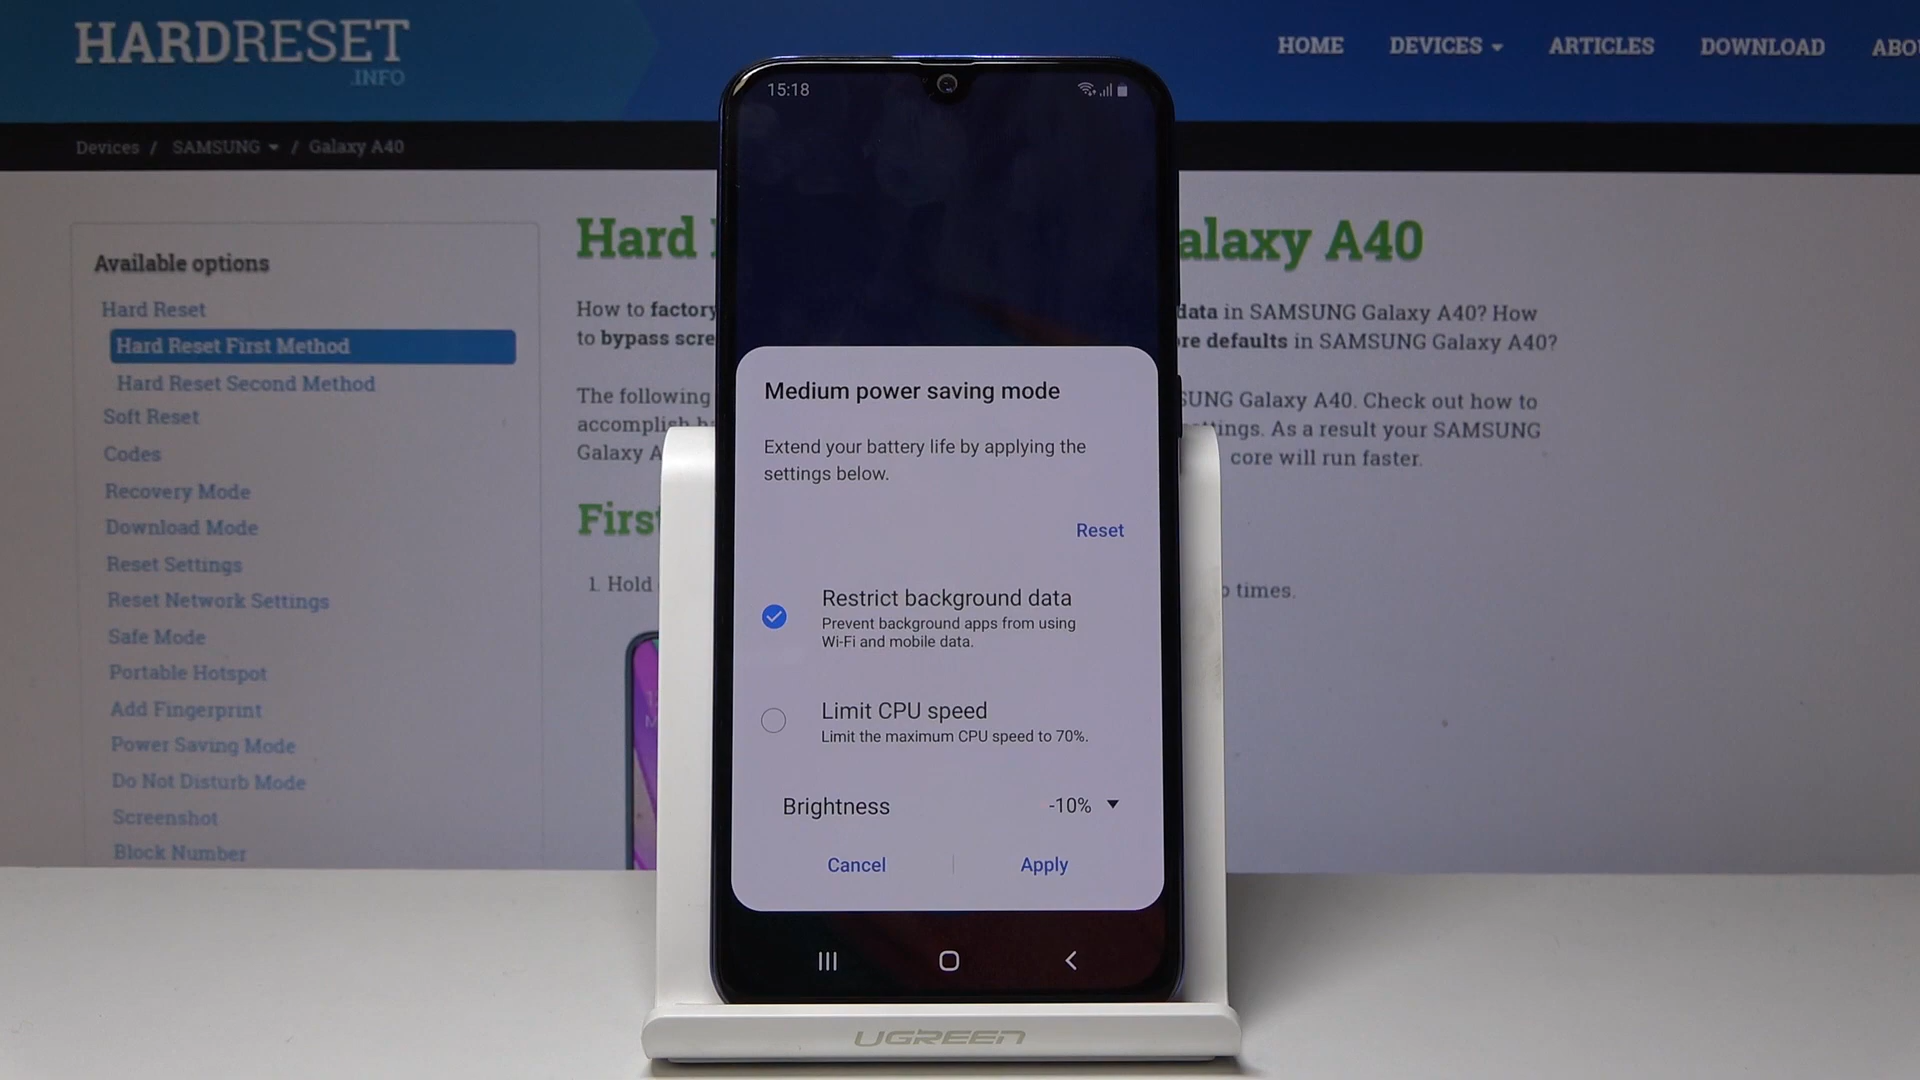 HARDRESET
.INFO
HOME DEVICES ARTICLES DOWNLOAD
Devices / SAMSUNG / Galaxy A40
Available options
Hard Reset
Hard Reset First Method
Hard Reset Second Method
Soft Reset
Codes
Recovery Mode
Download Mode
Reset Settings
Reset Network Settings
Safe Mode
Portable Hotspot
Add Fingerprint
Power Saving Mode
Do Not Disturb Mode
Screenshot
Block Number
Hard
alaxy A40
How to factory
data in SAMSUNG Galaxy A40? How
to bypass scre
re defaults in SAMSUNG Galaxy A40?
The following
SUNG Galaxy A40. Check out how to
accomplish
tings. As a result your SAMSUNG
Galaxy A
core will run faster.
First
1. Hold
times.
15:18
Medium power saving mode
Extend your battery life by applying the
settings below.
Reset
Restrict background data
Prevent background apps from using
Wi-Fi and mobile data.
Limit CPU speed
Limit the maximum CPU speed to 70%.
Brightness -10%
Cancel Apply
UGREEN